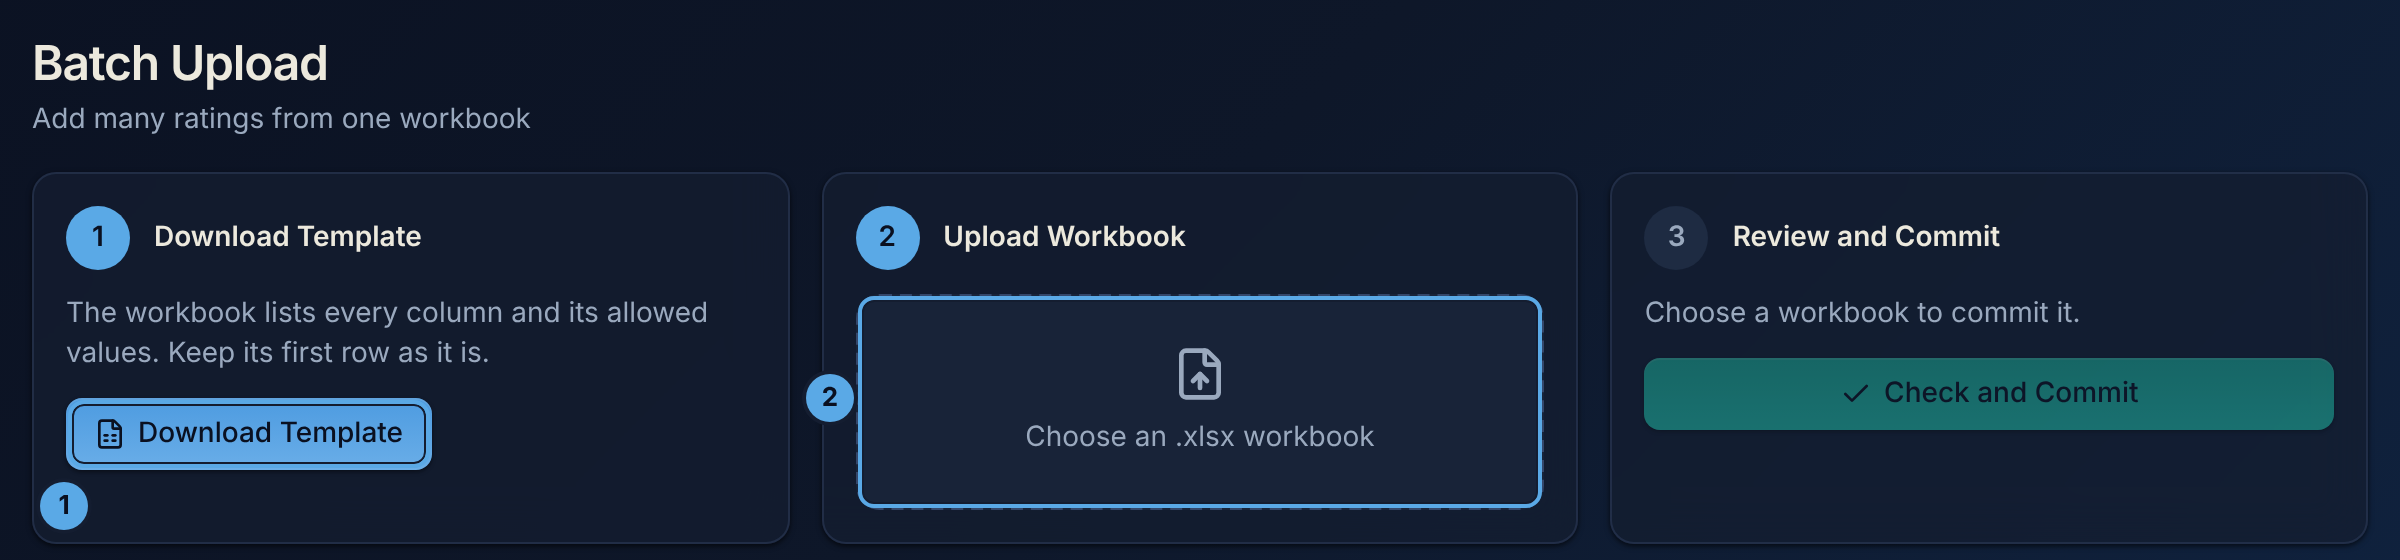 Batch Upload
Add many ratings from one workbook
1 Download Template
The workbook lists every column and its allowed
values. Keep its first row as it is.
Download Template
1
2 Upload Workbook
2
Choose an .xlsx workbook
3 Review and Commit
Choose a workbook to commit it.
Check and Commit